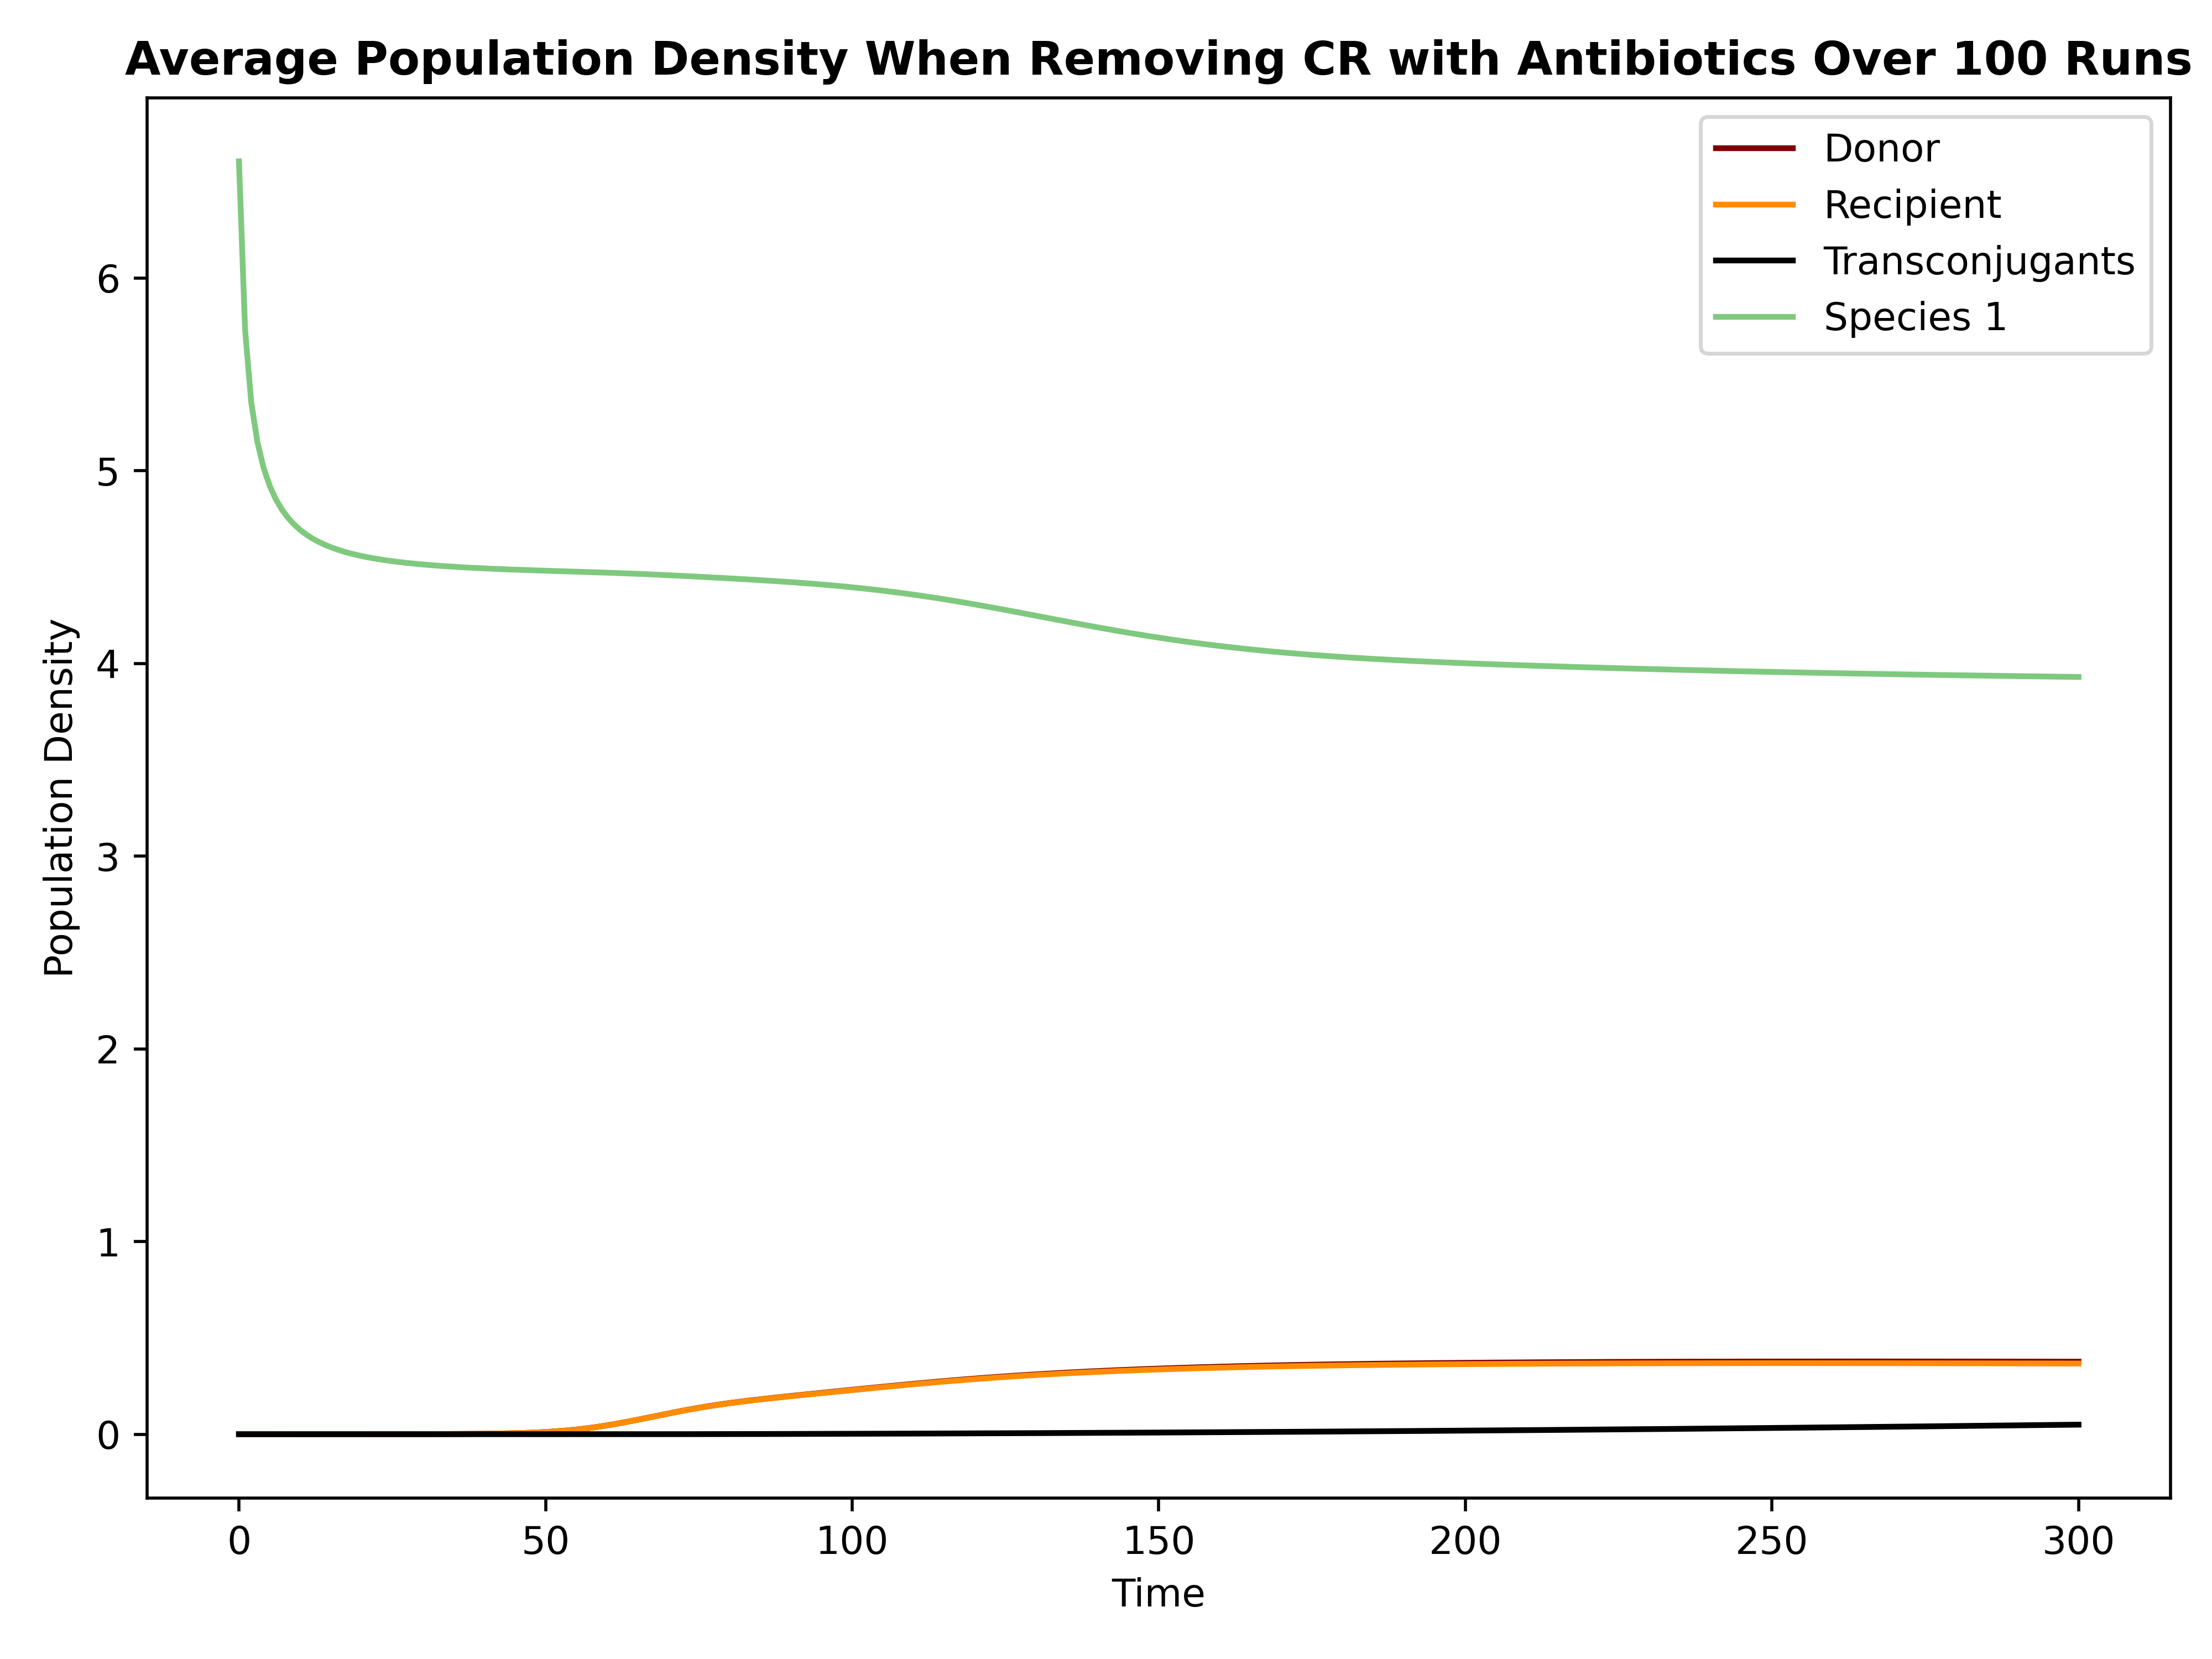 Average Population Density When Removing CR with Antibiotics Over 100 Runs
Donor
Recipient
Transconjugants
Species 1
6
5
4
3
2
1
0
Population Density
0 50 100 150 200 250 300
Time